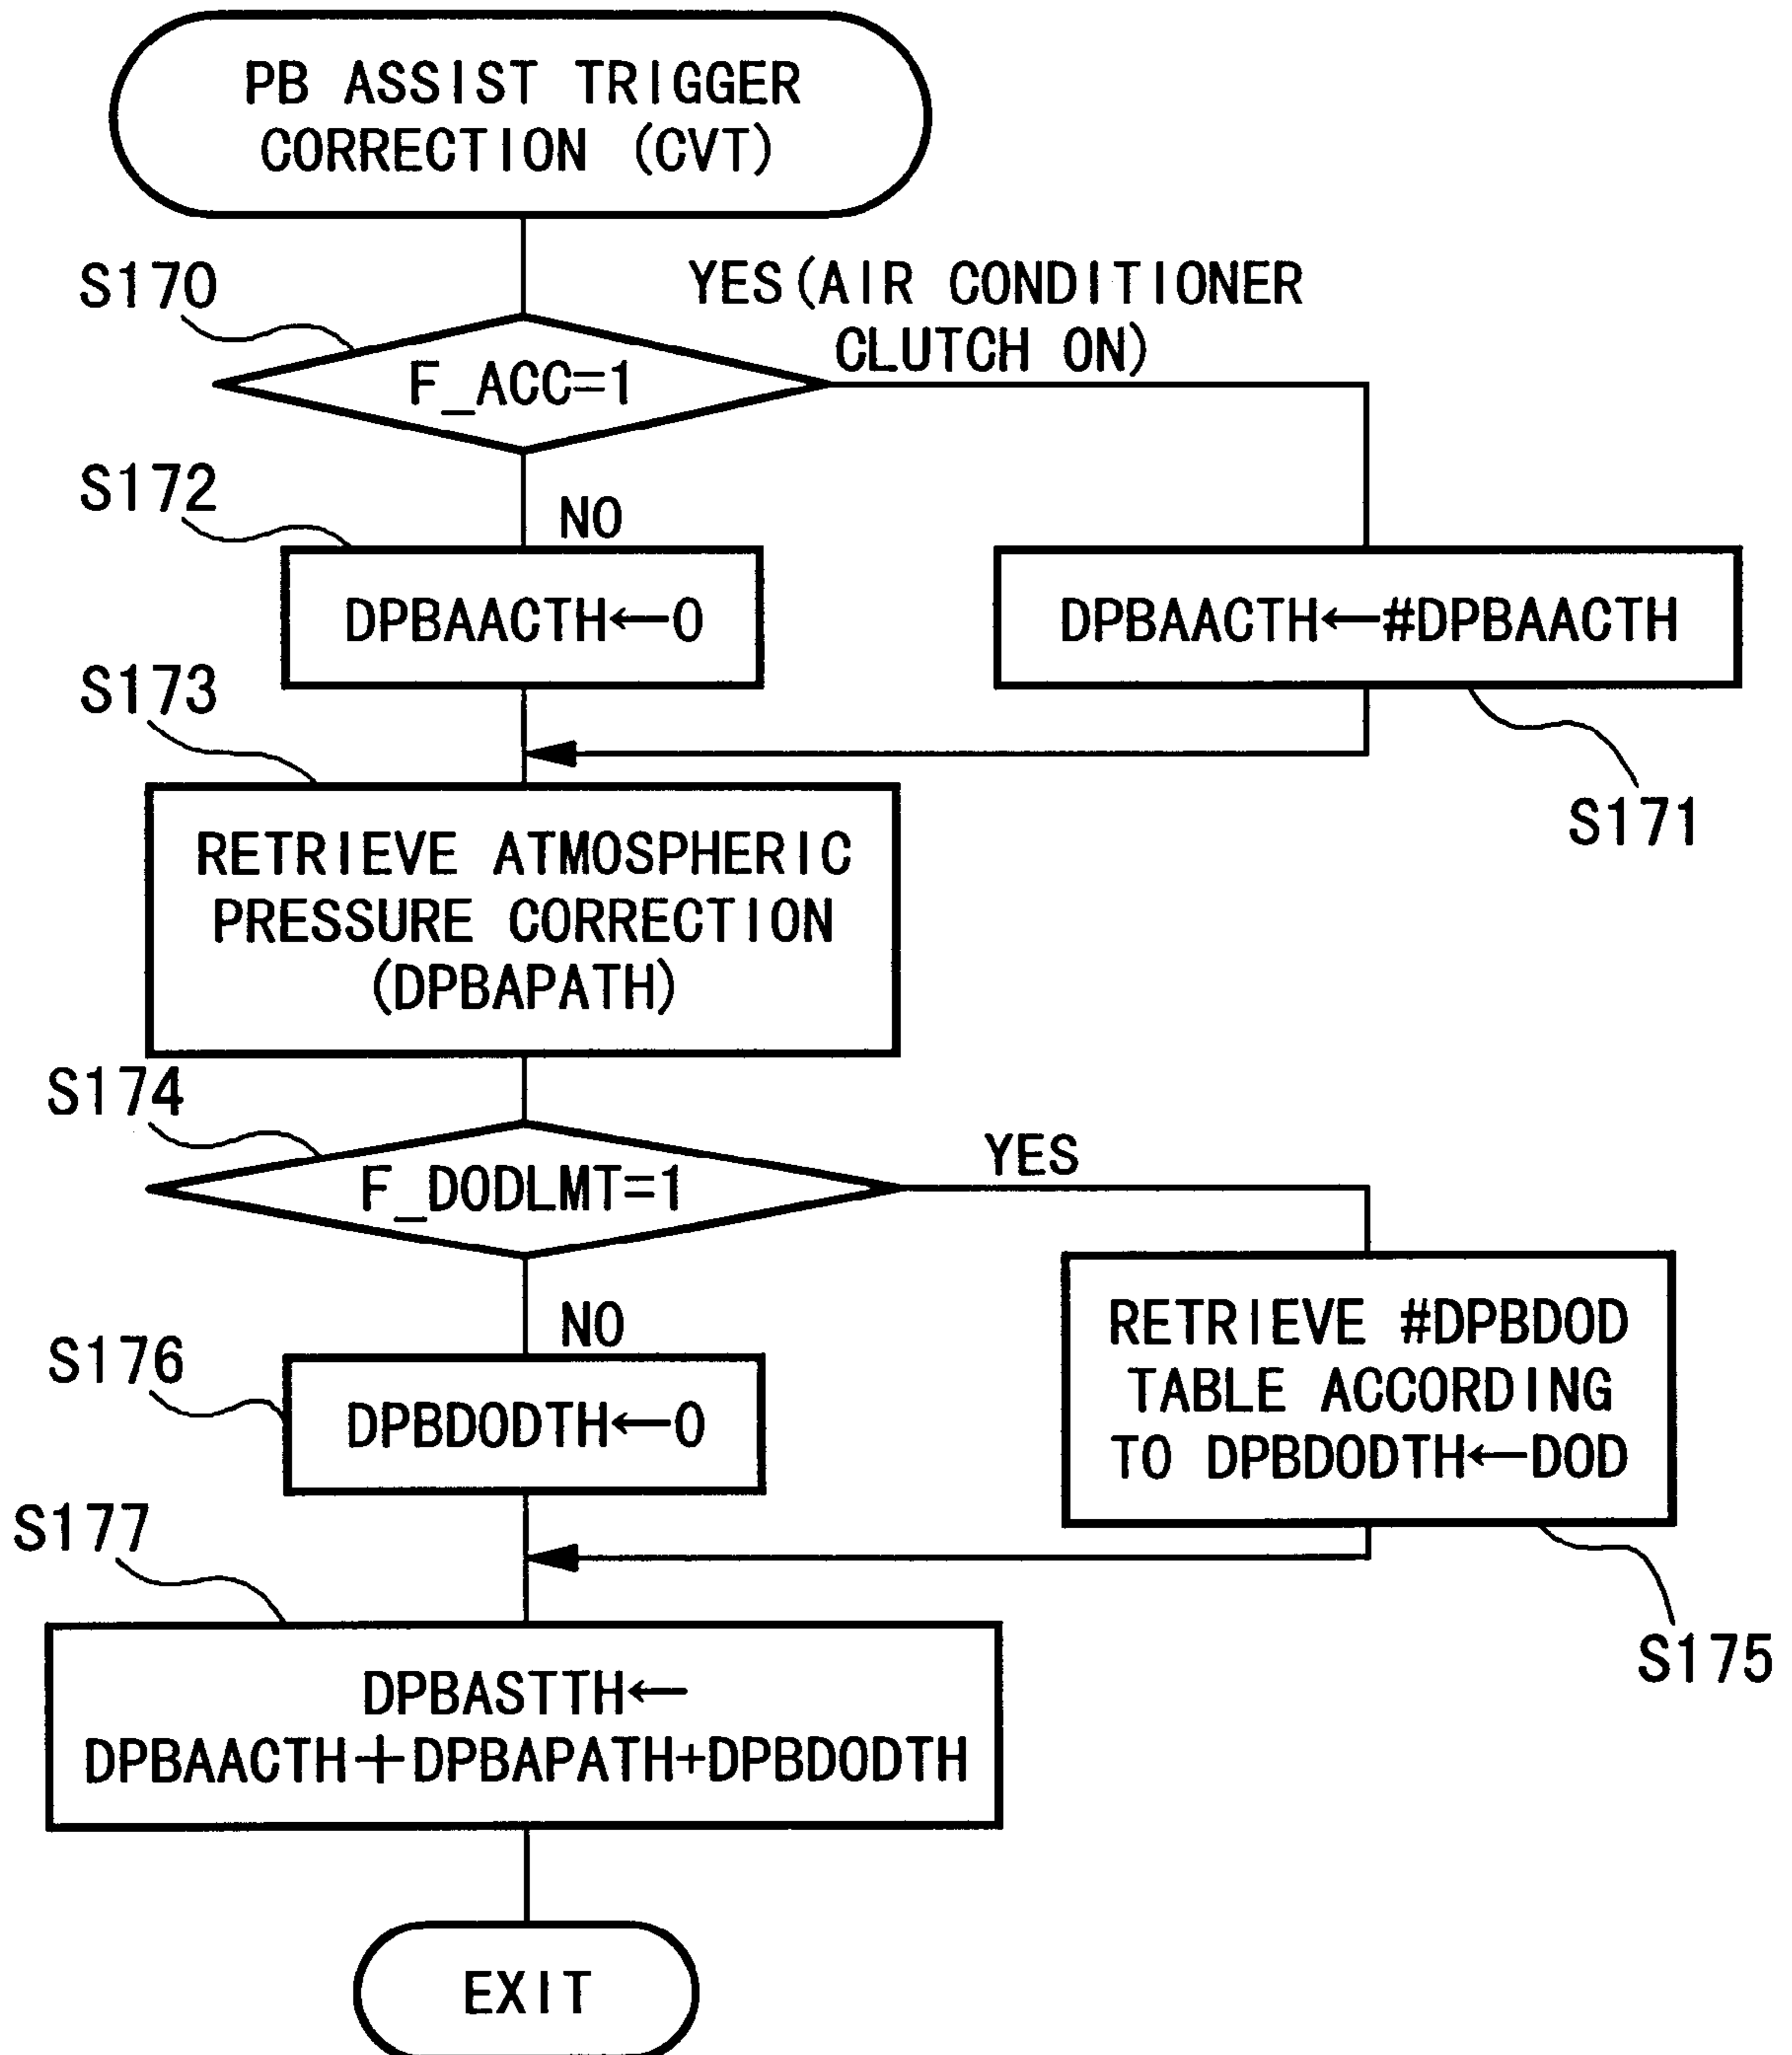 PB ASSIST TRIGGER
CORRECTION (CVT)
S170
YES(AIR CONDITIONER
CLUTCH ON)
F_ACC=1
S172
NO
DPBAACTH←0
DPBAACTH←#DPBAACTH
S173
S171
RETRIEVE ATMOSPHERIC
PRESSURE CORRECTION
(DPBAPATH)
S174
F_DODLMT=1
YES
S176
NO
DPBDODTH←0
RETRIEVE #DPBDOD
TABLE ACCORDING
TO DPBDODTH←DOD
S177
S175
DPBASTTH←
DPBAACTH+DPBAPATH+DPBDODTH
EXIT